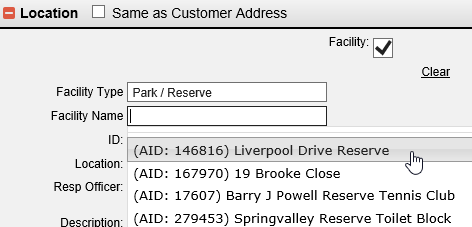 Location Same as Customer Address
Facility:
Clear
Facility Type Park / Reserve
Facility Name
ID:
(AID: 146816) Liverpool Drive Reserve
Location:
(AID: 167970) 19 Brooke Close
Resp Officer:
(AID: 17607) Barry J Powell Reserve Tennis Club
Description:
(AID: 279453) Springvalley Reserve Toilet Block